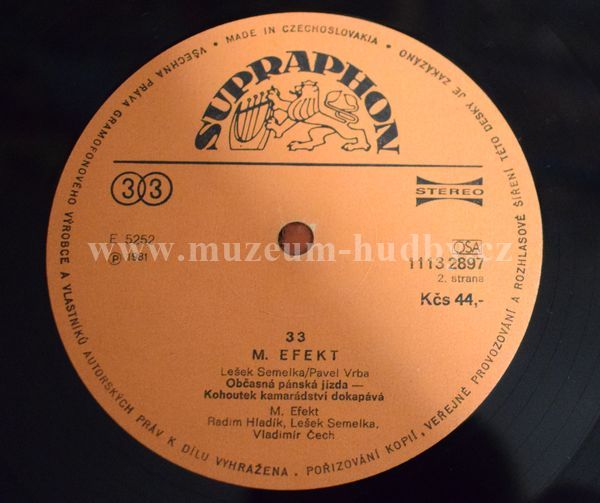 VŠECHNA PRÁVA GRAMOFONOVÉHO VÝROBCE A VLASTNÍKŮ AUTORSKÝCH PRÁV K DÍLU VYHRAŽENA. POŘIZOVÁNÍ KOPIÍ, VEŘEJNÉ PROVOZOVÁNÍ A ROZHLASOVÉ ŠÍŘENÍ TÉTO DESKY JE ZAKÁZÁNO • MADE IN CZECHOSLOVAKIA •
SUPRAPHON
33
STEREO
F 5252
Ⓟ 1981
OSA
1113 2897
2. strana
Kčs 44,-
www.muzeum-hudby.cz
33
M. EFEKT
Lešek Semelka/Pavel Vrba
Občasná pánská jízda —
Kohoutek kamarádství dokapává
M. Efekt
Radim Hladík, Lešek Semelka,
Vladimír Čech